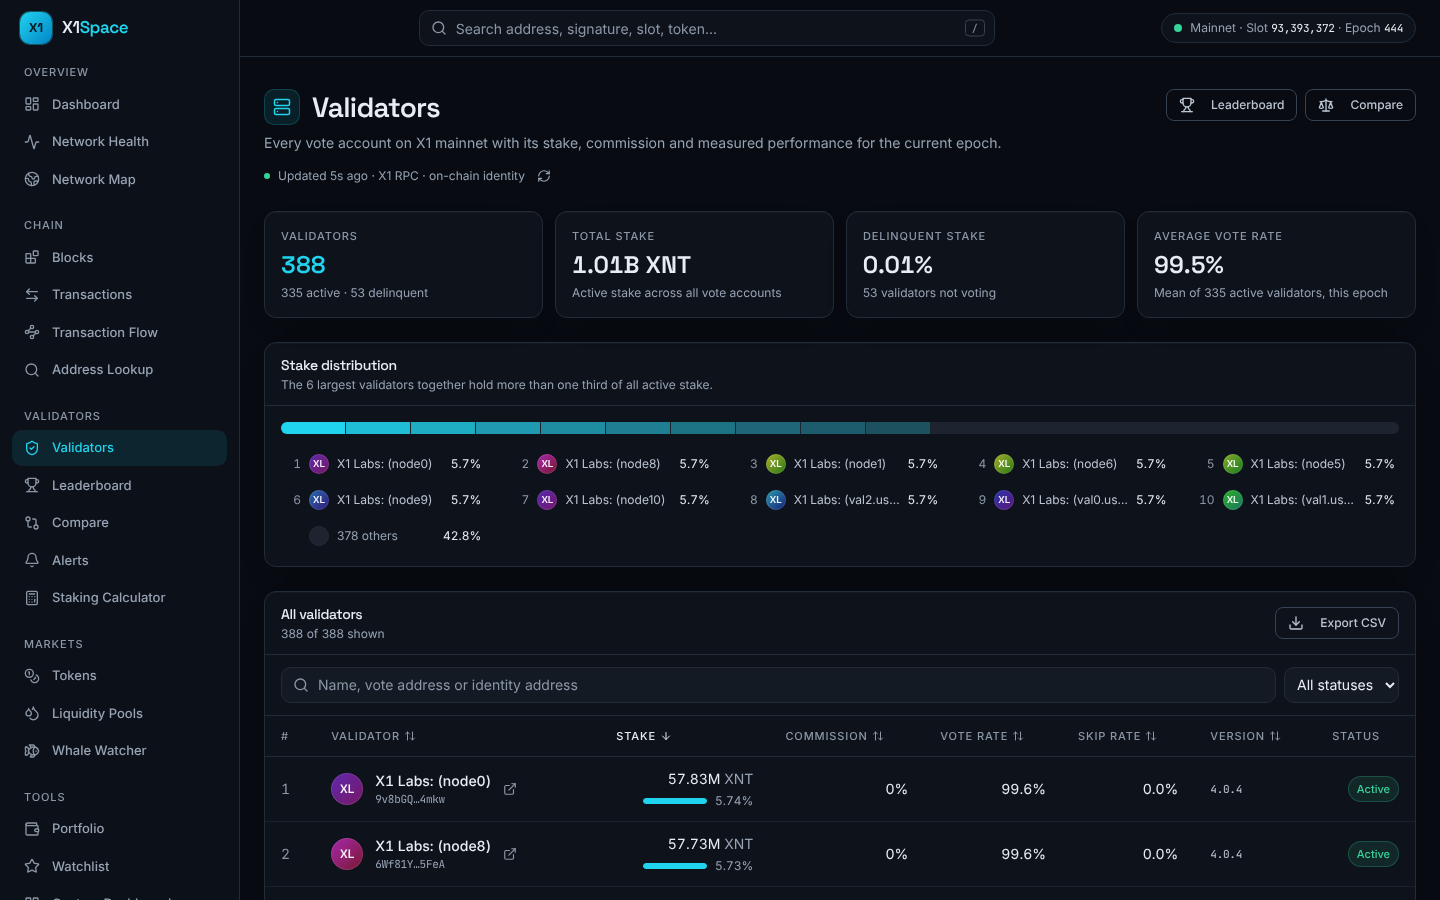 X1 X1Space
Search address, signature, slot, token... /
Mainnet · Slot 93,393,372 · Epoch 444
OVERVIEW
Dashboard
Network Health
Network Map
CHAIN
Blocks
Transactions
Transaction Flow
Address Lookup
VALIDATORS
Validators
Leaderboard
Compare
Alerts
Staking Calculator
MARKETS
Tokens
Liquidity Pools
Whale Watcher
TOOLS
Portfolio
Watchlist
Validators
Leaderboard
Compare
Every vote account on X1 mainnet with its stake, commission and measured performance for the current epoch.
Updated 5s ago · X1 RPC · on-chain identity
VALIDATORS
388
335 active · 53 delinquent
TOTAL STAKE
1.01B XNT
Active stake across all vote accounts
DELINQUENT STAKE
0.01%
53 validators not voting
AVERAGE VOTE RATE
99.5%
Mean of 335 active validators, this epoch
Stake distribution
The 6 largest validators together hold more than one third of all active stake.
1 XL X1 Labs: (node0) 5.7%
2 XL X1 Labs: (node8) 5.7%
3 XL X1 Labs: (node1) 5.7%
4 XL X1 Labs: (node6) 5.7%
5 XL X1 Labs: (node5) 5.7%
6 XL X1 Labs: (node9) 5.7%
7 XL X1 Labs: (node10) 5.7%
8 XL X1 Labs: (val2.us... 5.7%
9 XL X1 Labs: (val0.us... 5.7%
10 XL X1 Labs: (val1.us... 5.7%
378 others 42.8%
All validators
388 of 388 shown
Export CSV
Name, vote address or identity address
All statuses
# VALIDATOR STAKE COMMISSION VOTE RATE SKIP RATE VERSION STATUS
1 XL X1 Labs: (node0) 57.83M XNT 0% 99.6% 0.0% 4.0.4 Active
9v8bGQ…4mkw 5.74%
2 XL X1 Labs: (node8) 57.73M XNT 0% 99.6% 0.0% 4.0.4 Active
6Wf81Y…5FeA 5.73%